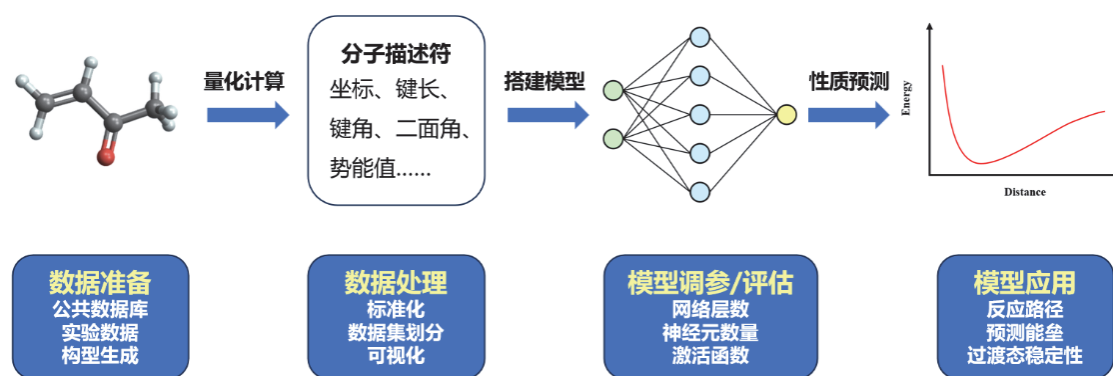 量化计算
分子描述符
坐标、键长、
键角、二面角、
势能值......
搭建模型
性质预测
Energy
Distance
数据准备
公共数据库
实验数据
构型生成
数据处理
标准化
数据集划分
可视化
模型调参/评估
网络层数
神经元数量
激活函数
模型应用
反应路径
预测能垒
过渡态稳定性